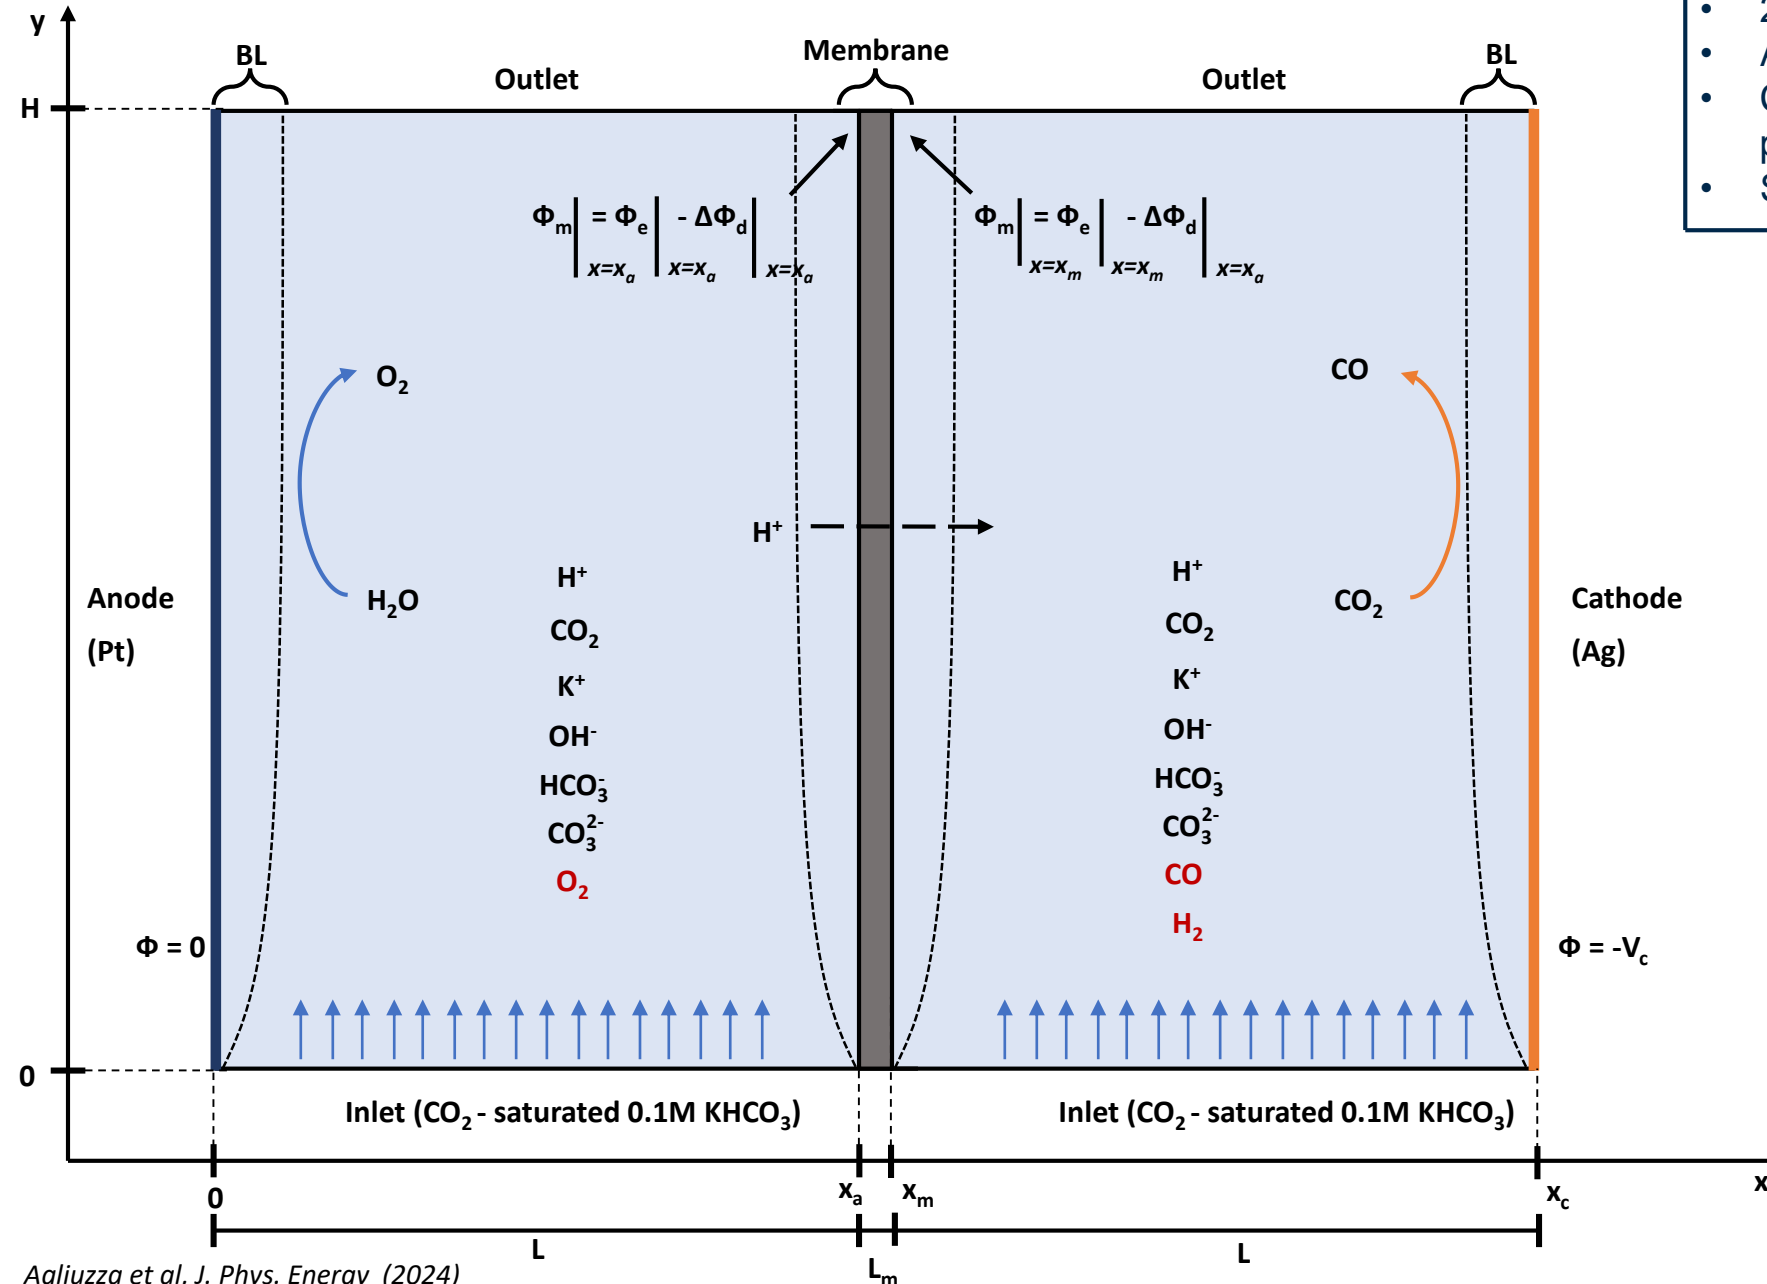 y
BL
Outlet
Membrane
Outlet
BL
H
Φm| x=xa = Φe| x=xa - ΔΦd| x=xa
Φm| x=xm = Φe| x=xm - ΔΦd| x=xa
O₂
CO
H⁺
H₂O
CO₂
Anode
(Pt)
Cathode
(Ag)
H⁺
CO₂
K⁺
OH⁻
HCO₃⁻
CO₃²⁻
O₂
H⁺
CO₂
K⁺
OH⁻
HCO₃⁻
CO₃²⁻
CO
H₂
Φ = 0
Φ = -Vc
0
Inlet (CO₂ - saturated 0.1M KHCO₃)
Inlet (CO₂ - saturated 0.1M KHCO₃)
0
xa
xm
xc
x
L
Lm
L
Agliuzza et al. J. Phys. Energy (2024)